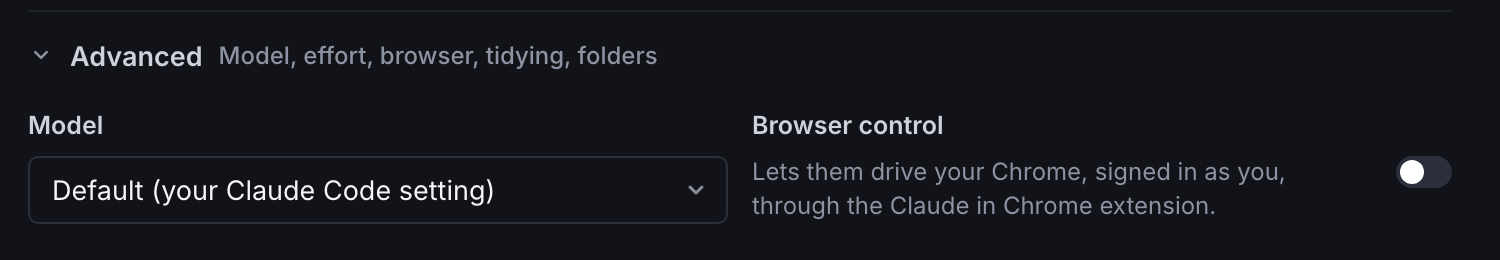 Advanced Model, effort, browser, tidying, folders
Model
Default (your Claude Code setting)
Browser control
Lets them drive your Chrome, signed in as you,
through the Claude in Chrome extension.